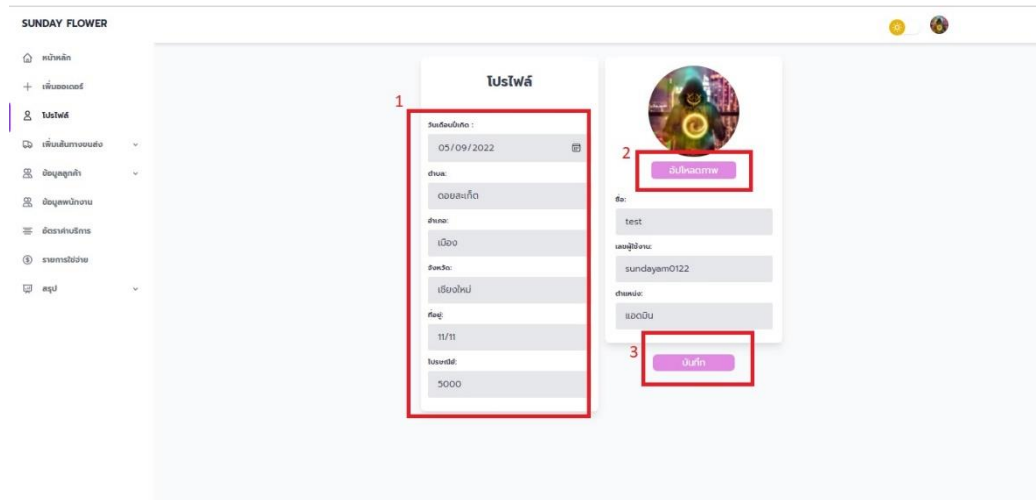 SUNDAY FLOWER
หน้าหลัก
เพิ่มออเดอร์
โปรไฟล์
เพิ่มเส้นทางขนส่ง
ข้อมูลลูกค้า
ข้อมูลพนักงาน
อัตราค่าบริการ
รายการใช้จ่าย
สรุป
โปรไฟล์
1
วันเดือนปีเกิด :
05/09/2022
ตำบล:
ดอยสะเก็ด
อำเภอ:
เมือง
จังหวัด:
เชียงใหม่
ที่อยู่:
11/11
ไปรษณีย์:
5000
2
อัปโหลดภาพ
ชื่อ:
test
เลขผู้ใช้งาน:
sundayam0122
ตำแหน่ง:
แอดมิน
3
บันทึก